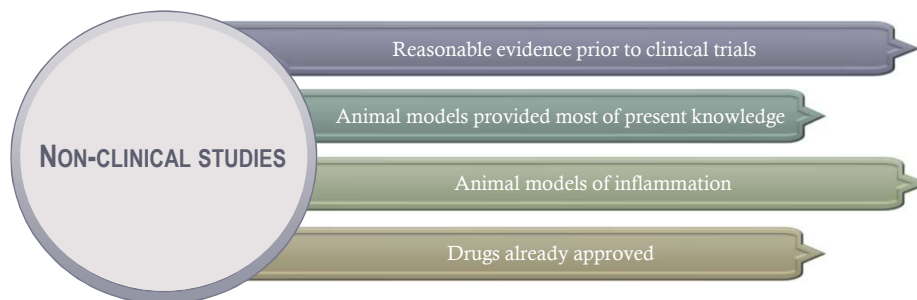 NON-CLINICAL STUDIES
Reasonable evidence prior to clinical trials
Animal models provided most of present knowledge
Animal models of inflammation
Drugs already approved